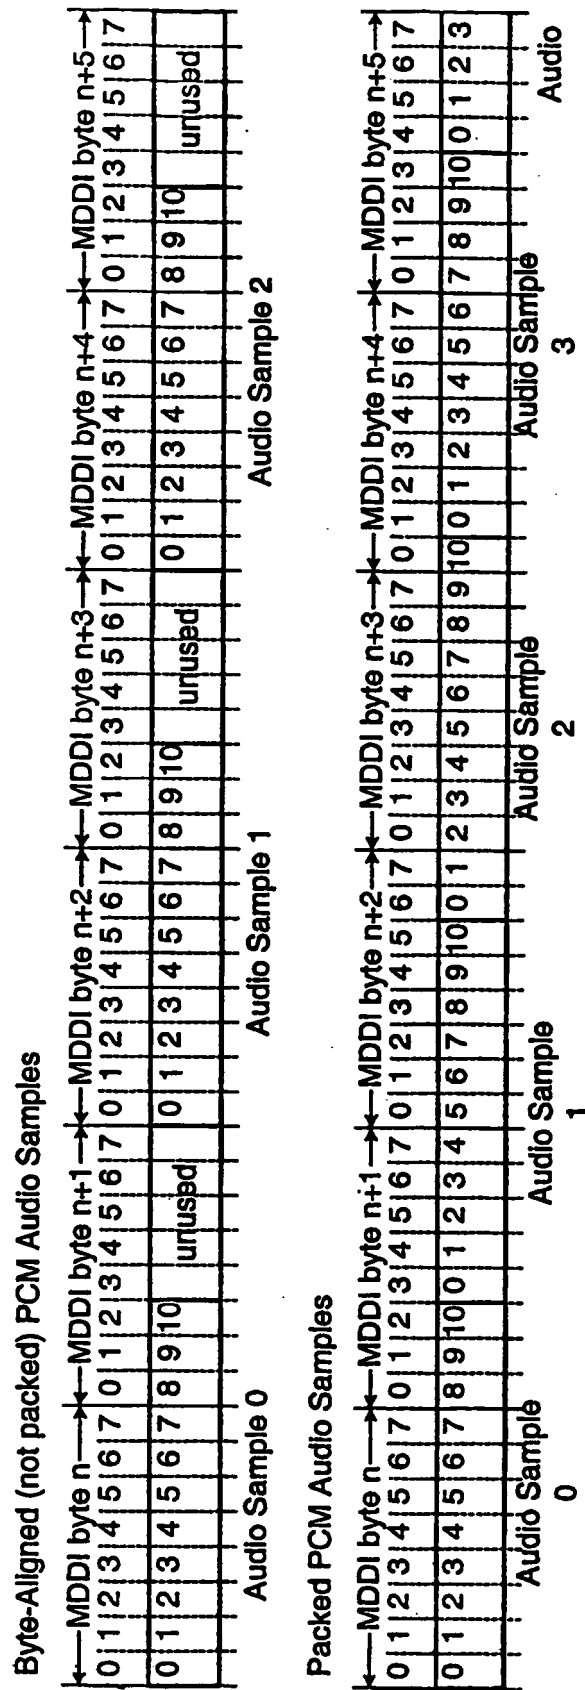 Byte-Aligned (not packed) PCM Audio Samples
MDDI byte n MDDI byte n+1 MDDI byte n+2 MDDI byte n+3 MDDI byte n+4 MDDI byte n+5
0 1 2 3 4 5 6 7 0 1 2 3 4 5 6 7 0 1 2 3 4 5 6 7 0 1 2 3 4 5 6 7 0 1 2 3 4 5 6 7 0 1 2 3 4 5 6 7
0 1 2 3 4 5 6 7 8 9 10 unused 0 1 2 3 4 5 6 7 8 9 10 unused 0 1 2 3 4 5 6 7 8 9 10 unused
Audio Sample 0 Audio Sample 1 Audio Sample 2
Packed PCM Audio Samples
MDDI byte n MDDI byte n+1 MDDI byte n+2 MDDI byte n+3 MDDI byte n+4 MDDI byte n+5
0 1 2 3 4 5 6 7 0 1 2 3 4 5 6 7 0 1 2 3 4 5 6 7 0 1 2 3 4 5 6 7 0 1 2 3 4 5 6 7 0 1 2 3 4 5 6 7
0 1 2 3 4 5 6 7 8 9 10 0 1 2 3 4 5 6 7 8 9 10 0 1 2 3 4 5 6 7 8 9 10 0 1 2 3 4 5 6 7 8 9 10 0 1 2 3
Audio Sample Audio Sample Audio Sample Audio Sample Audio
0 1 2 3